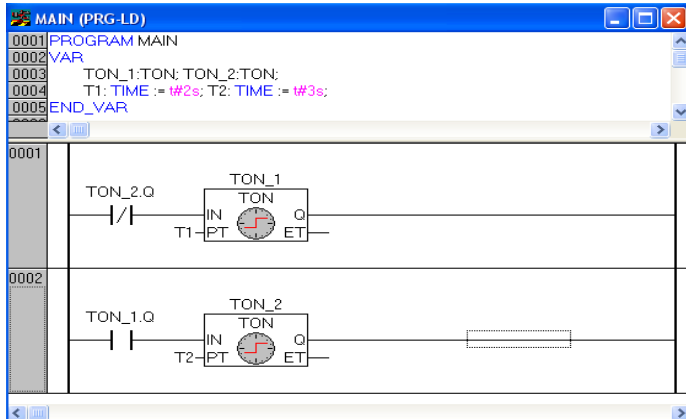 MAIN (PRG-LD)
0001 PROGRAM MAIN
0002 VAR
0003 TON_1:TON; TON_2:TON;
0004 T1: TIME := t#2s; T2: TIME := t#3s;
0005 END_VAR
0001
TON_2.Q
TON_1
TON
IN Q
T1 PT ET
0002
TON_1.Q
TON_2
TON
IN Q
T2 PT ET